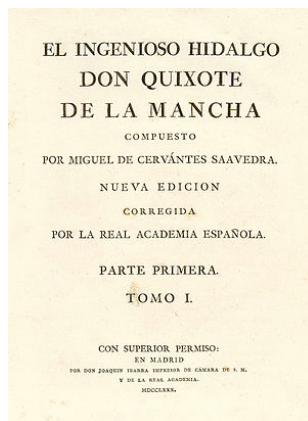 EL INGENIOSO HIDALGO
DON QUIXOTE
DE LA MANCHA
COMPUESTO
POR MIGUEL DE CERVÁNTES SAAVEDRA.
NUEVA EDICION
CORREGIDA
POR LA REAL ACADEMIA ESPAÑOLA.
PARTE PRIMERA.
TOMO I.
CON SUPERIOR PERMISO:
EN MADRID
POR DON JOAQUIN IBARRA IMPRESOR DE CÁMARA DE S. M.
Y DE LA REAL ACADEMIA.
MDCCLXXX.